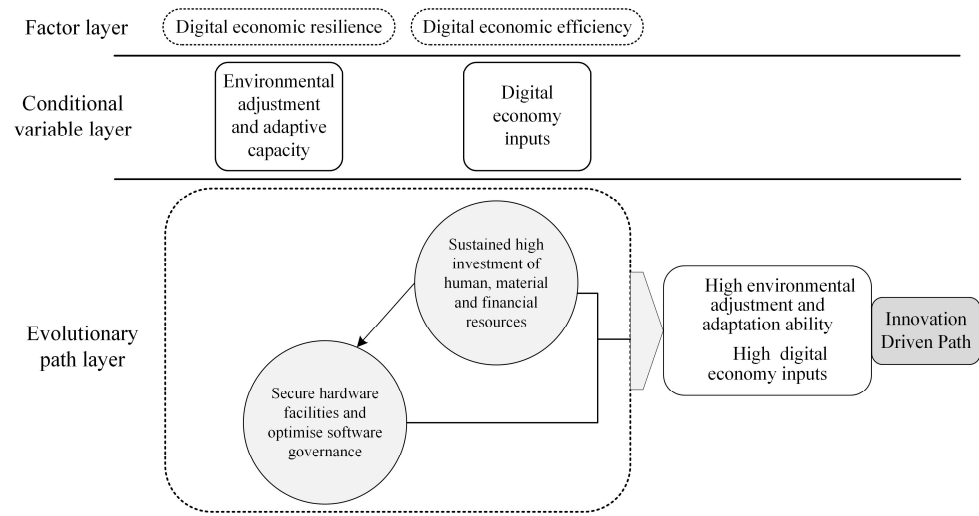 Factor layer
Digital economic resilience
Digital economic efficiency
Conditional
variable layer
Environmental
adjustment
and adaptive
capacity
Digital
economy
inputs
Evolutionary
path layer
Sustained high
investment of
human, material
and financial
resources
Secure hardware
facilities and
optimise software
governance
High environmental
adjustment and
adaptation ability
High digital
economy inputs
Innovation
Driven Path